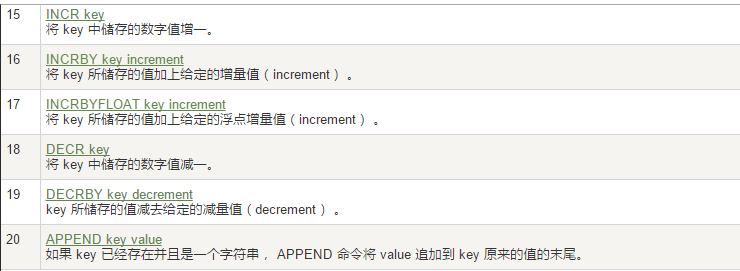 15 INCR key
将 key 中储存的数字值增一。
16 INCRBY key increment
将 key 所储存的值加上给定的增量值（increment） 。
17 INCRBYFLOAT key increment
将 key 所储存的值加上给定的浮点增量值（increment） 。
18 DECR key
将 key 中储存的数字值减一。
19 DECRBY key decrement
key 所储存的值减去给定的减量值（decrement） 。
20 APPEND key value
如果 key 已经存在并且是一个字符串， APPEND 命令将 value 追加到 key 原来的值的末尾。